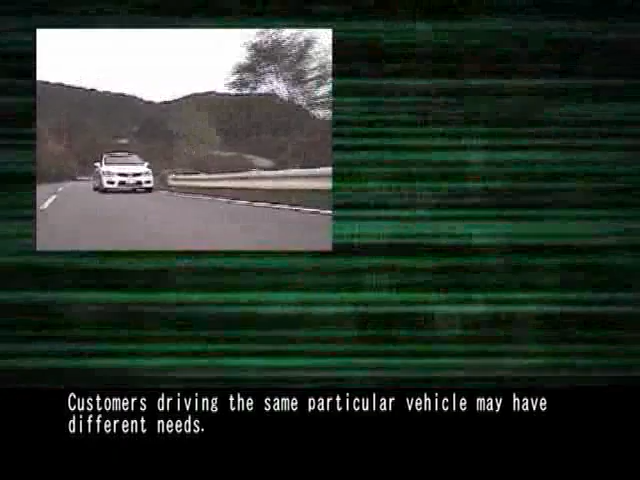 Customers driving the same particular vehicle may have
different needs.